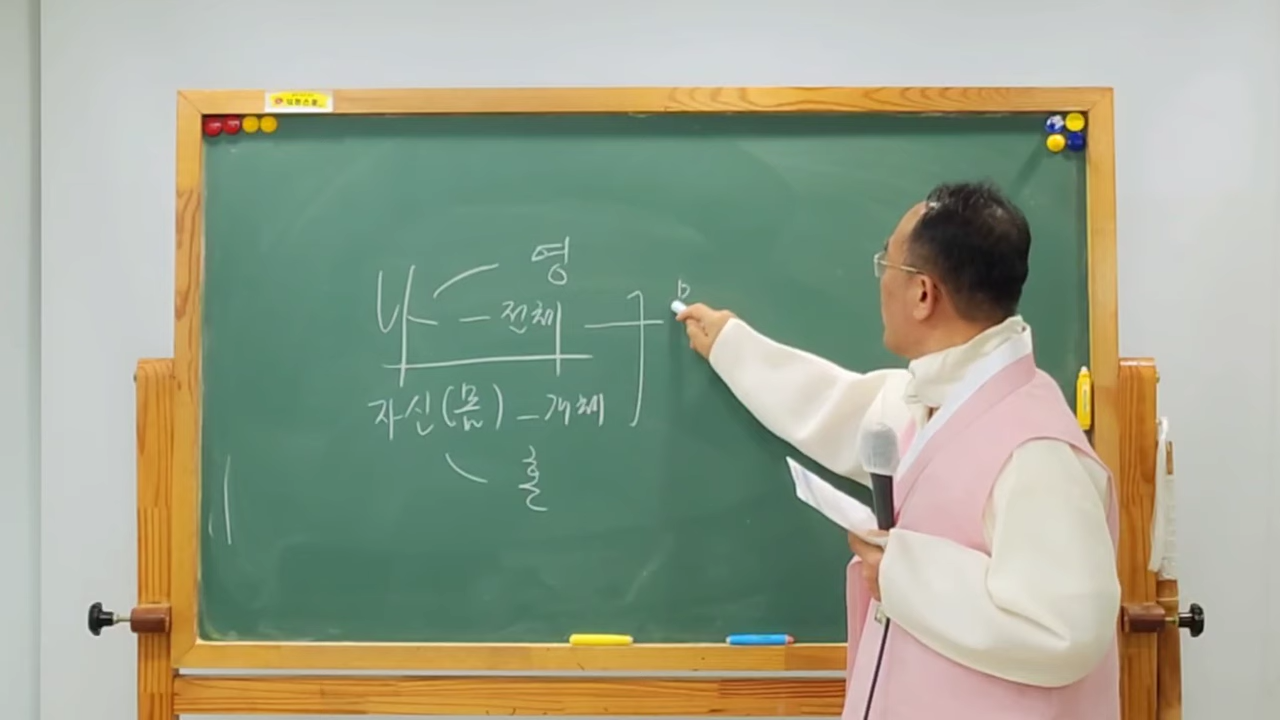 영
나 - 전체
자신(몸) - 개체
혼